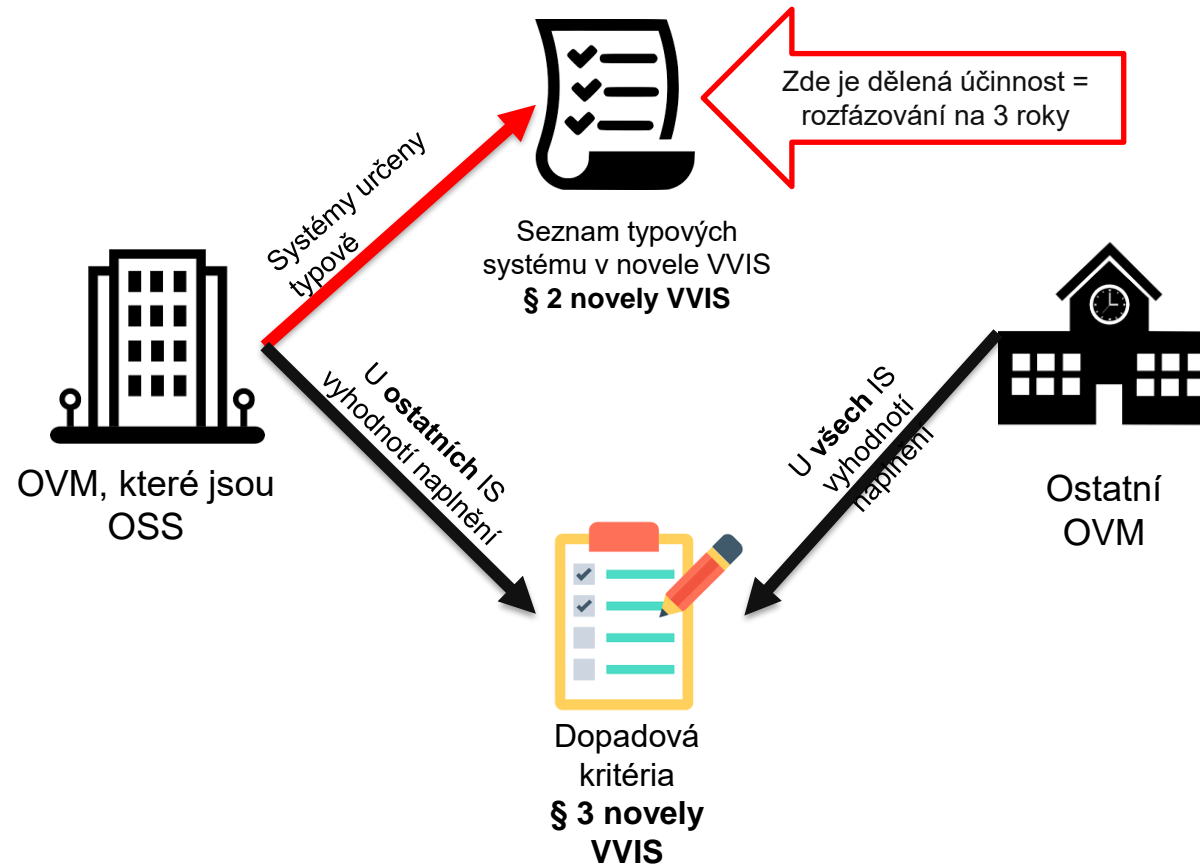 Zde je dělená účinnost =
rozfázování na 3 roky
Systémy určeny
typově
Seznam typových
systému v novele VVIS
§ 2 novely VVIS
OVM, které jsou
OSS
U ostatních IS
vyhodnotí naplnění
U všech IS
vyhodnotí
naplnění
Ostatní
OVM
Dopadová
kritéria
§ 3 novely
VVIS